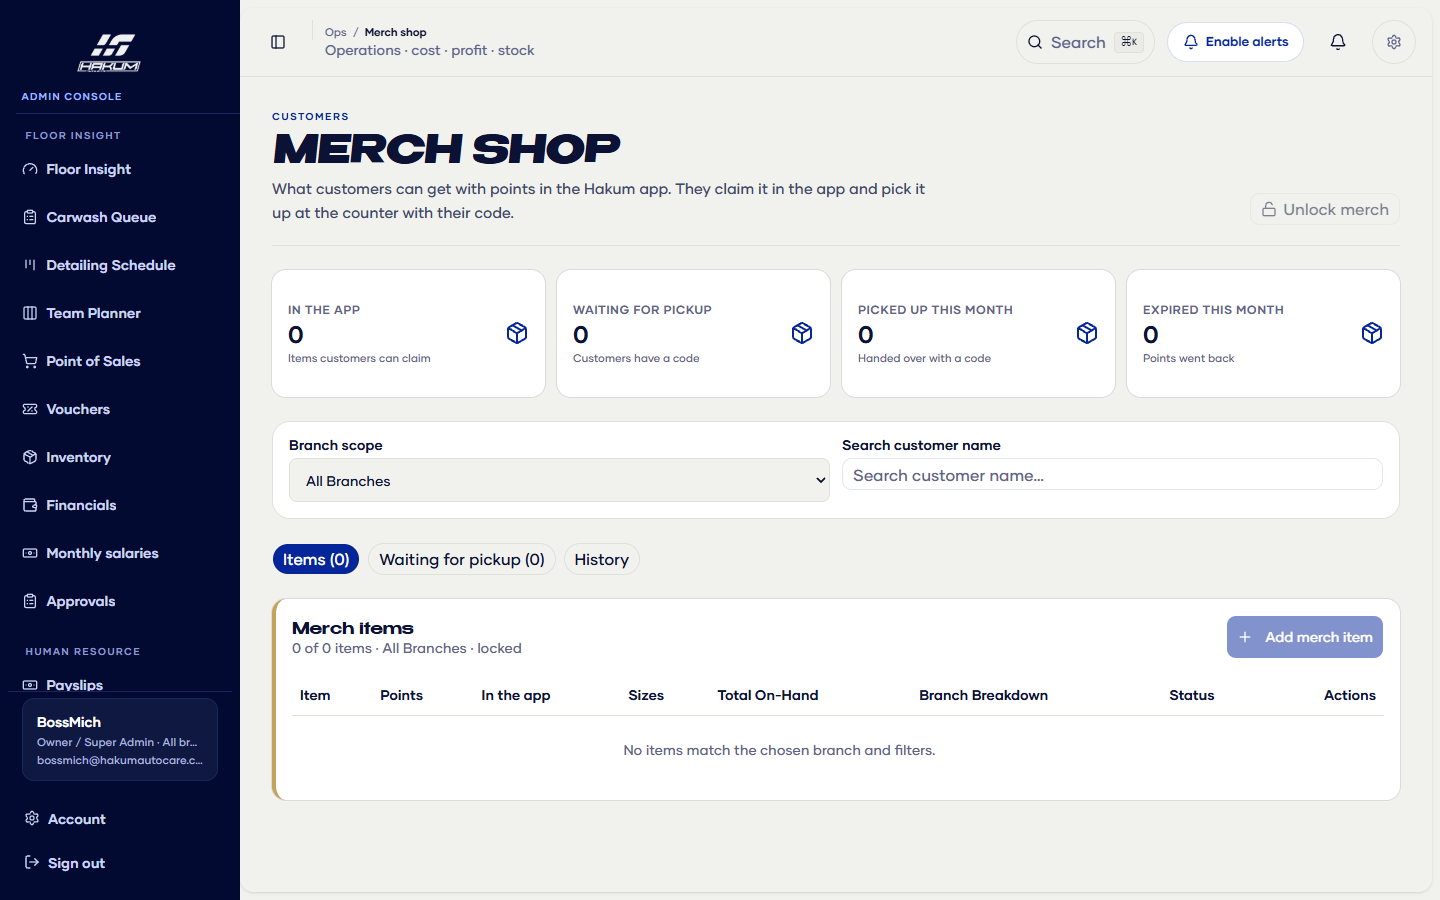 HAKUM
ADMIN CONSOLE
FLOOR INSIGHT
Floor Insight
Carwash Queue
Detailing Schedule
Team Planner
Point of Sales
Vouchers
Inventory
Financials
Monthly salaries
Approvals
HUMAN RESOURCE
Payslips
BossMich
Owner / Super Admin · All br...
bossmich@hakumautocare.c...
Account
Sign out
Ops / Merch shop
Operations · cost · profit · stock
Search ⌘K
Enable alerts
CUSTOMERS
MERCH SHOP
What customers can get with points in the Hakum app. They claim it in the app and pick it
up at the counter with their code.
Unlock merch
IN THE APP
0
Items customers can claim
WAITING FOR PICKUP
0
Customers have a code
PICKED UP THIS MONTH
0
Handed over with a code
EXPIRED THIS MONTH
0
Points went back
Branch scope
All Branches
Search customer name
Search customer name...
Items (0)
Waiting for pickup (0)
History
Merch items
0 of 0 items · All Branches · locked
Add merch item
Item Points In the app Sizes Total On-Hand Branch Breakdown Status Actions
No items match the chosen branch and filters.